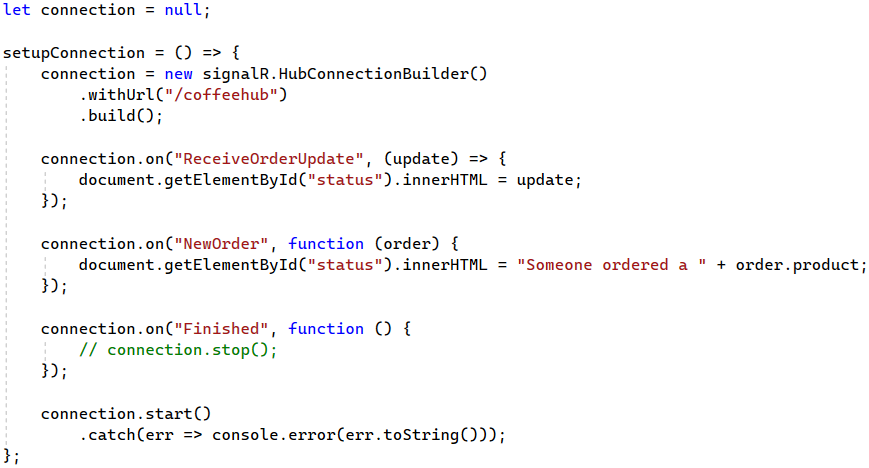 let connection = null;

setupConnection = () => {
    connection = new signalR.HubConnectionBuilder()
        .withUrl("/coffeehub")
        .build();

    connection.on("ReceiveOrderUpdate", (update) => {
        document.getElementById("status").innerHTML = update;
    });

    connection.on("NewOrder", function (order) {
        document.getElementById("status").innerHTML = "Someone ordered a " + order.product;
    });

    connection.on("Finished", function () {
        // connection.stop();
    });

    connection.start()
        .catch(err => console.error(err.toString()));
};